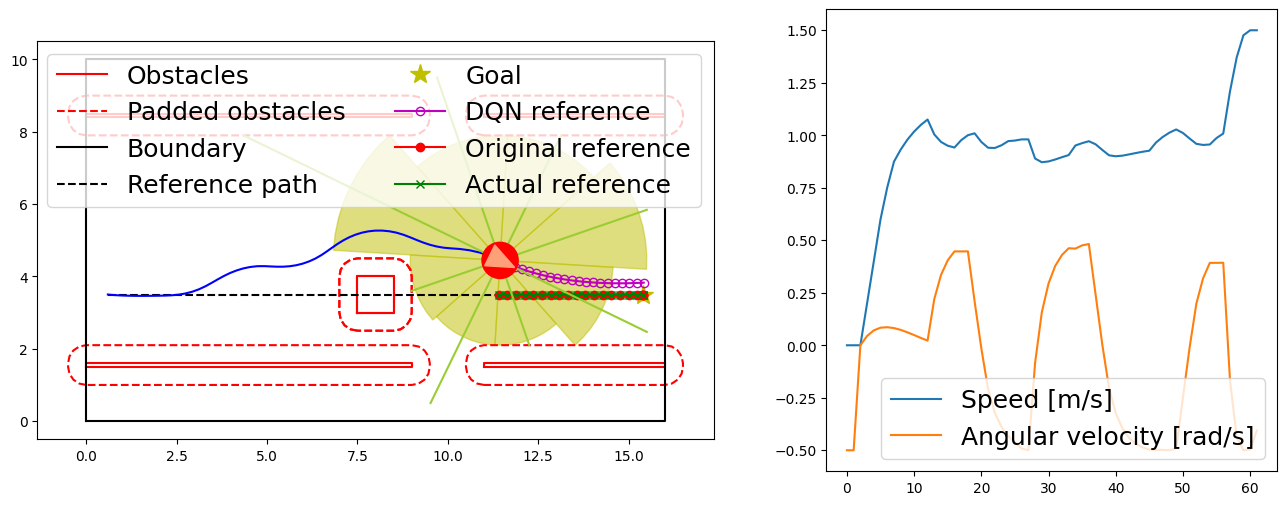 Obstacles
Padded obstacles
Boundary
Reference path
Goal
DQN reference
Original reference
Actual reference
10
8
6
4
2
0
0.0 2.5 5.0 7.5 10.0 12.5 15.0
1.50
1.25
1.00
0.75
0.50
0.25
0.00
−0.25
−0.50
Speed [m/s]
Angular velocity [rad/s]
0 10 20 30 40 50 60